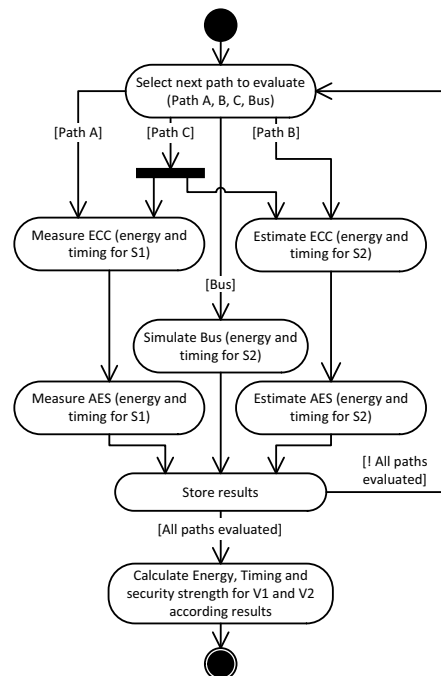 Select next path to evaluate
(Path A, B, C, Bus)
[Path A]
[Path C]
[Path B]
Measure ECC (energy and
timing for S1)
Estimate ECC (energy and
timing for S2)
[Bus]
Simulate Bus (energy and
timing for S2)
Measure AES (energy and
timing for S1)
Estimate AES (energy and
timing for S2)
[! All paths
evaluated]
Store results
[All paths evaluated]
Calculate Energy, Timing and
security strength for V1 and V2
according results